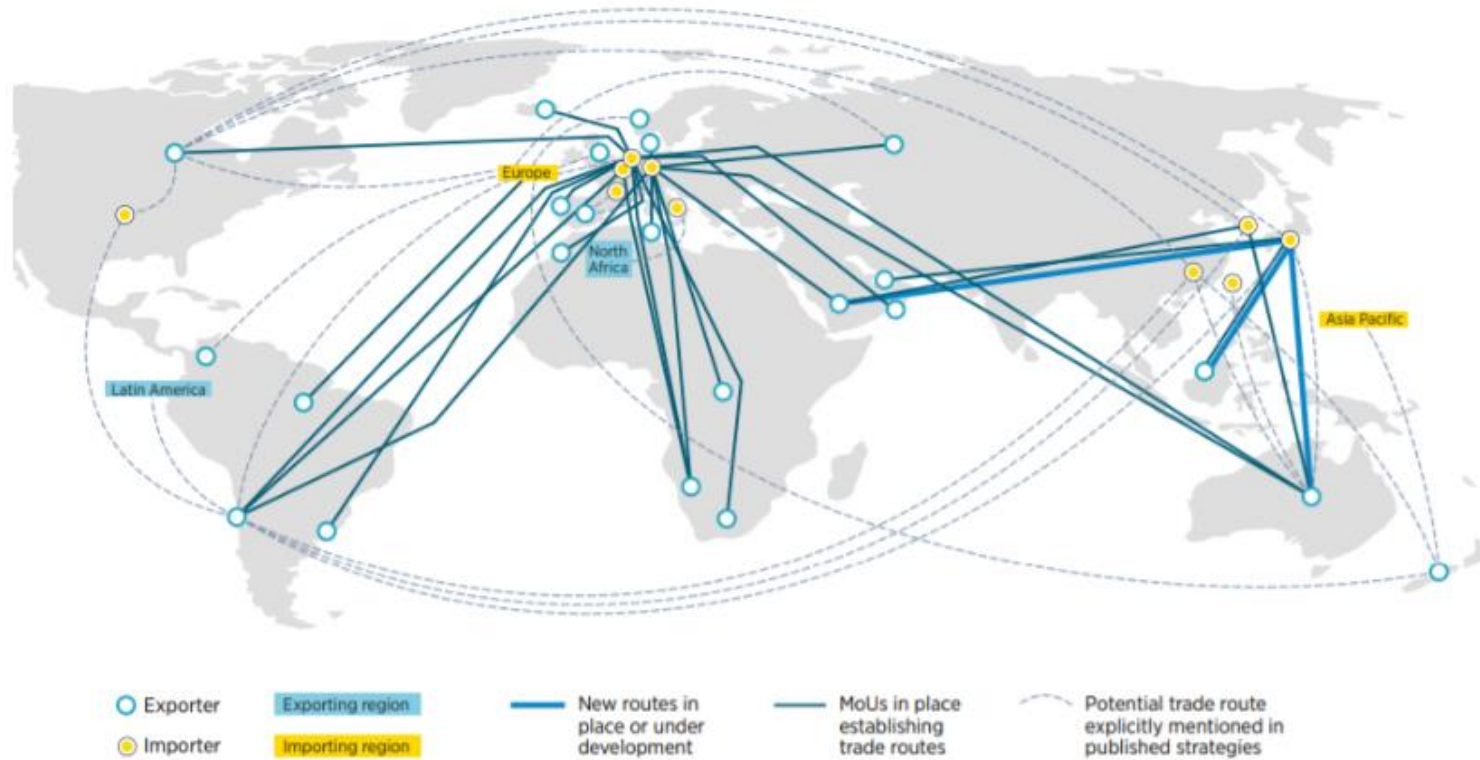 Europe
North
Africa
Asia Pacific
Latin America
Exporter
Importer
Exporting region
Importing region
New routes in
place or under
development
MoUs in place
establishing
trade routes
Potential trade route
explicitly mentioned in
published strategies